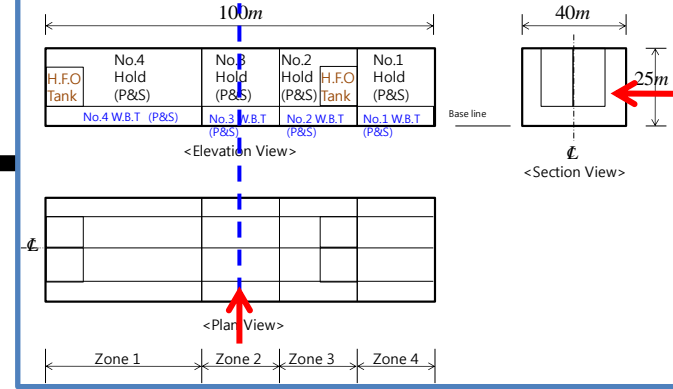 100m
40m
No.4
Hold
(P&S)
No.3
Hold
(P&S)
No.2
Hold
(P&S)
No.1
Hold
(P&S)
H.F.O
Tank
H.F.O
Tank
25m
No.4 W.B.T (P&S)
No.3 W.B.T
(P&S)
No.2 W.B.T
(P&S)
No.1 W.B.T
(P&S)
Base line
<Elevation View>
℄
<Section View>
℄
<Plan View>
Zone 1
Zone 2
Zone 3
Zone 4